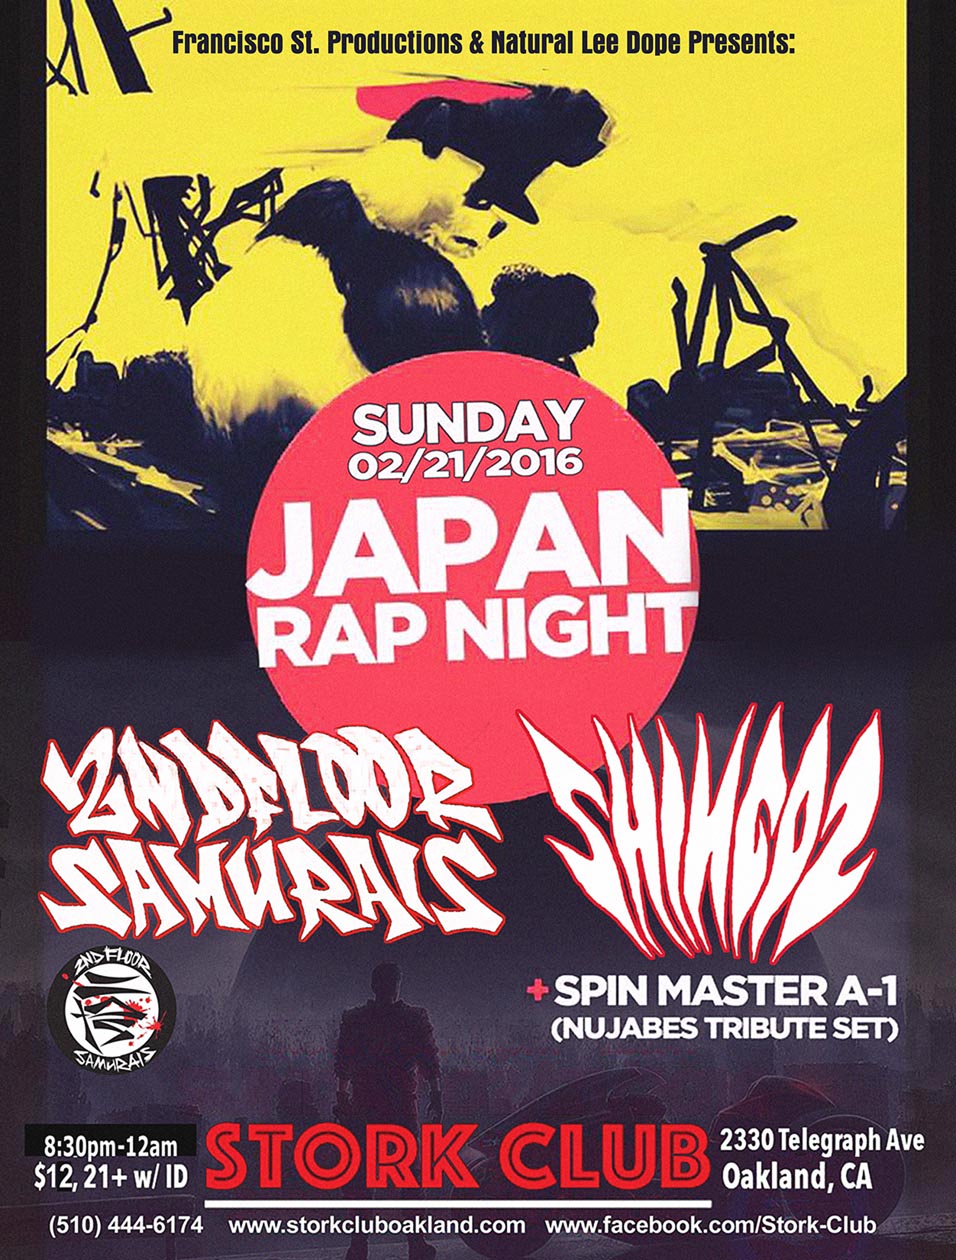 Francisco St. Productions & Natural Lee Dope Presents:
SUNDAY
02/21/2016
JAPAN
RAP NIGHT
2NDFLOOR
SAMURAIS
SHINGO2
+ SPIN MASTER A-1
(NUJABES TRIBUTE SET)
2ND FLOOR
SAMURAIS
8:30pm-12am
$12, 21+ w/ ID
STORK CLUB
2330 Telegraph Ave
Oakland, CA
(510) 444-6174 www.storkcluboakland.com www.facebook.com/Stork-Club